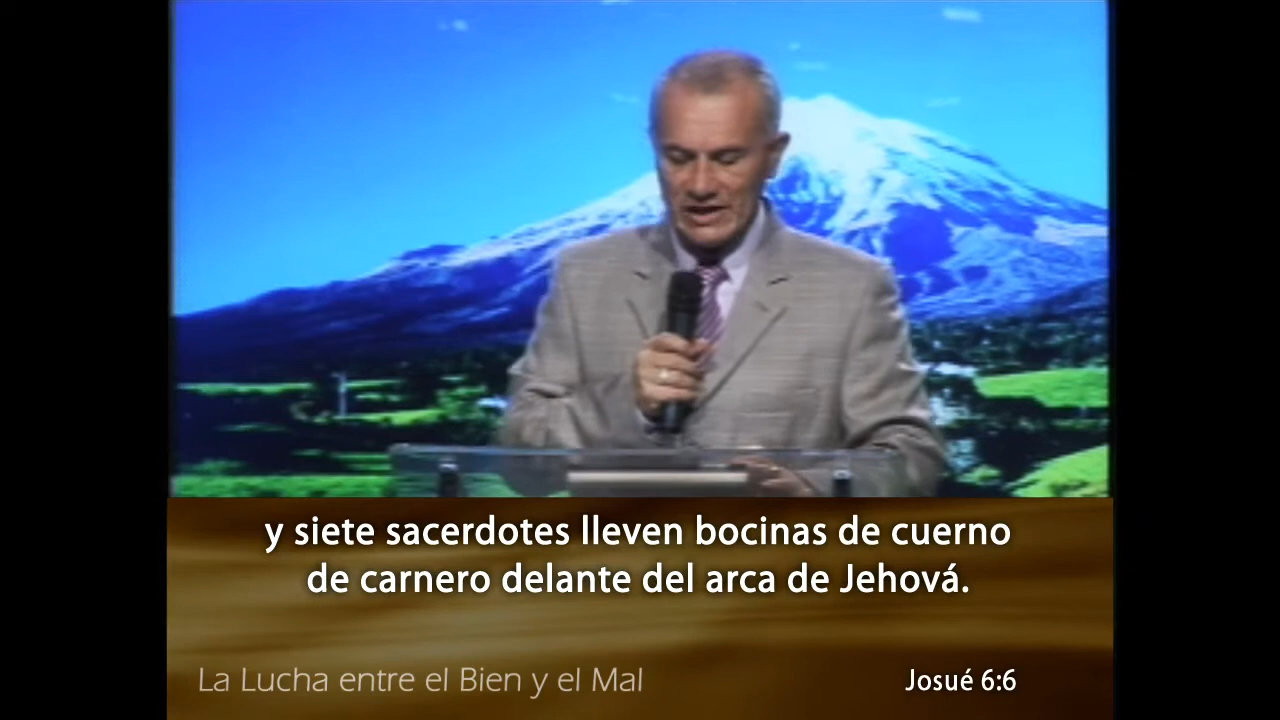 y siete sacerdotes lleven bocinas de cuerno
de carnero delante del arca de Jehová.
La Lucha entre el Bien y el Mal
Josué 6:6